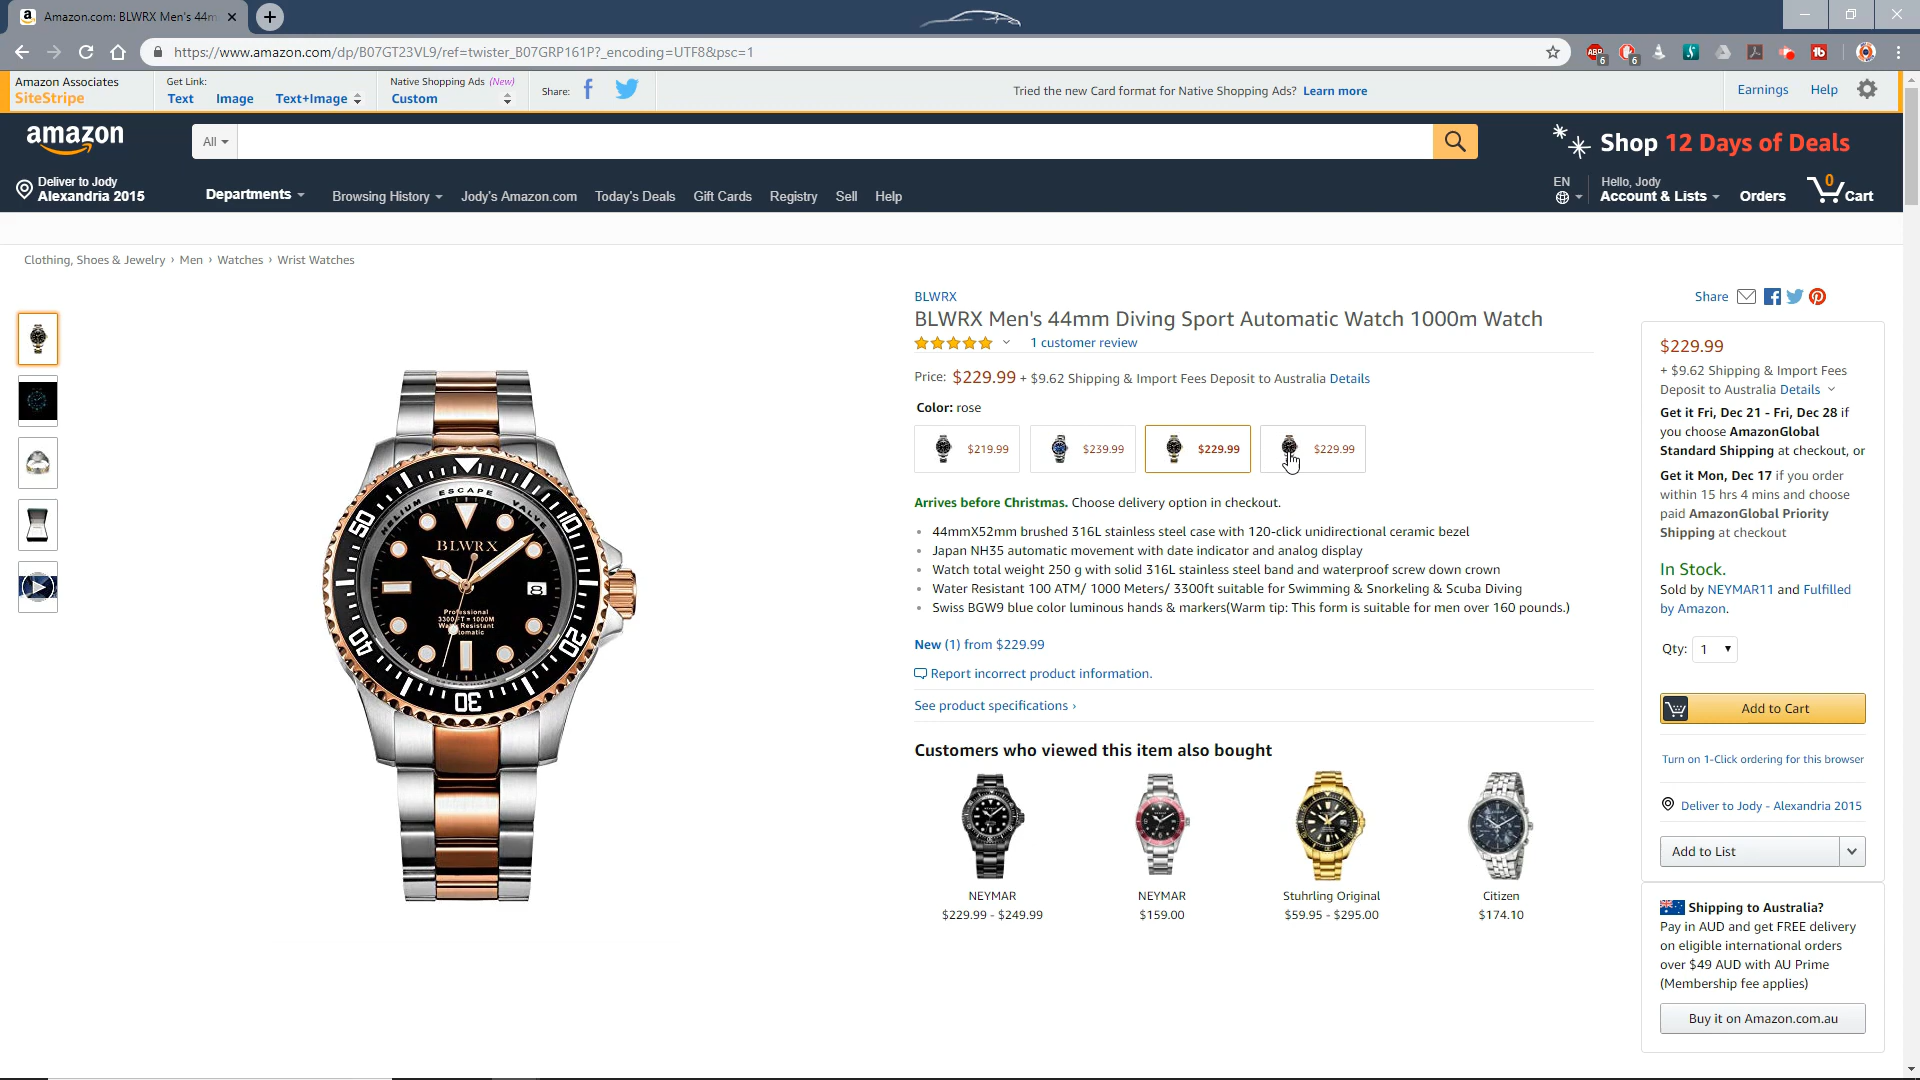 Amazon.com: BLWRX Men's 44m
https://www.amazon.com/dp/B07GT23VL9/ref=twister_B07GRP161P?_encoding=UTF8&psc=1
Amazon Associates
SiteStripe
Get Link:
Text Image Text+Image
Native Shopping Ads (New)
Custom
Share:
Tried the new Card format for Native Shopping Ads? Learn more
Earnings Help
amazon
All
Shop 12 Days of Deals
Deliver to Jody
Alexandria 2015
Departments
Browsing History Jody's Amazon.com Today's Deals Gift Cards Registry Sell Help
EN
Hello, Jody
Account & Lists
Orders
0
Cart
Clothing, Shoes & Jewelry › Men › Watches › Wrist Watches
BLWRX
BLWRX Men's 44mm Diving Sport Automatic Watch 1000m Watch
1 customer review
Price: $229.99 + $9.62 Shipping & Import Fees Deposit to Australia Details
Color: rose
$219.99 $239.99 $229.99 $229.99
Arrives before Christmas. Choose delivery option in checkout.
• 44mmX52mm brushed 316L stainless steel case with 120-click unidirectional ceramic bezel
• Japan NH35 automatic movement with date indicator and analog display
• Watch total weight 250 g with solid 316L stainless steel band and waterproof screw down crown
• Water Resistant 100 ATM/ 1000 Meters/ 3300ft suitable for Swimming & Snorkeling & Scuba Diving
• Swiss BGW9 blue color luminous hands & markers(Warm tip: This form is suitable for men over 160 pounds.)
New (1) from $229.99
Report incorrect product information.
See product specifications ›
Customers who viewed this item also bought
NEYMAR
$229.99 - $249.99
NEYMAR
$159.00
Stuhrling Original
$59.95 - $295.00
Citizen
$174.10
HELIUM ESCAPE VALVE
BLWRX
8
Professional
3300FT = 1000M
Water Resistant
Automatic
10
20
30
40
50
Share
$229.99
+ $9.62 Shipping & Import Fees
Deposit to Australia Details
Get it Fri, Dec 21 - Fri, Dec 28 if
you choose AmazonGlobal
Standard Shipping at checkout, or
Get it Mon, Dec 17 if you order
within 15 hrs 4 mins and choose
paid AmazonGlobal Priority
Shipping at checkout
In Stock.
Sold by NEYMAR11 and Fulfilled
by Amazon.
Qty: 1
Add to Cart
Turn on 1-Click ordering for this browser
Deliver to Jody - Alexandria 2015
Add to List
Shipping to Australia?
Pay in AUD and get FREE delivery
on eligible international orders
over $49 AUD with AU Prime
(Membership fee applies)
Buy it on Amazon.com.au